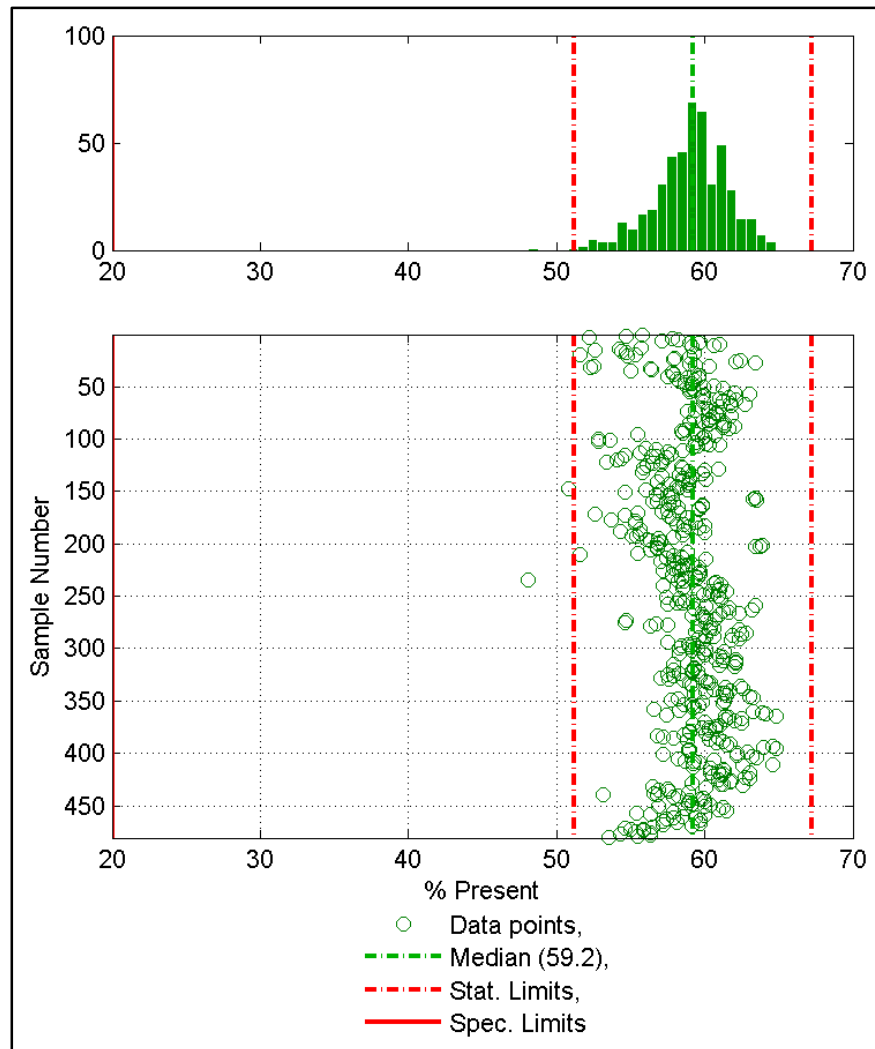 100
50
0
20 30 40 50 60 70
50
100
150
200
250
300
350
400
450
Sample Number
20 30 40 50 60 70
% Present
Data points,
Median (59.2),
Stat. Limits,
Spec. Limits